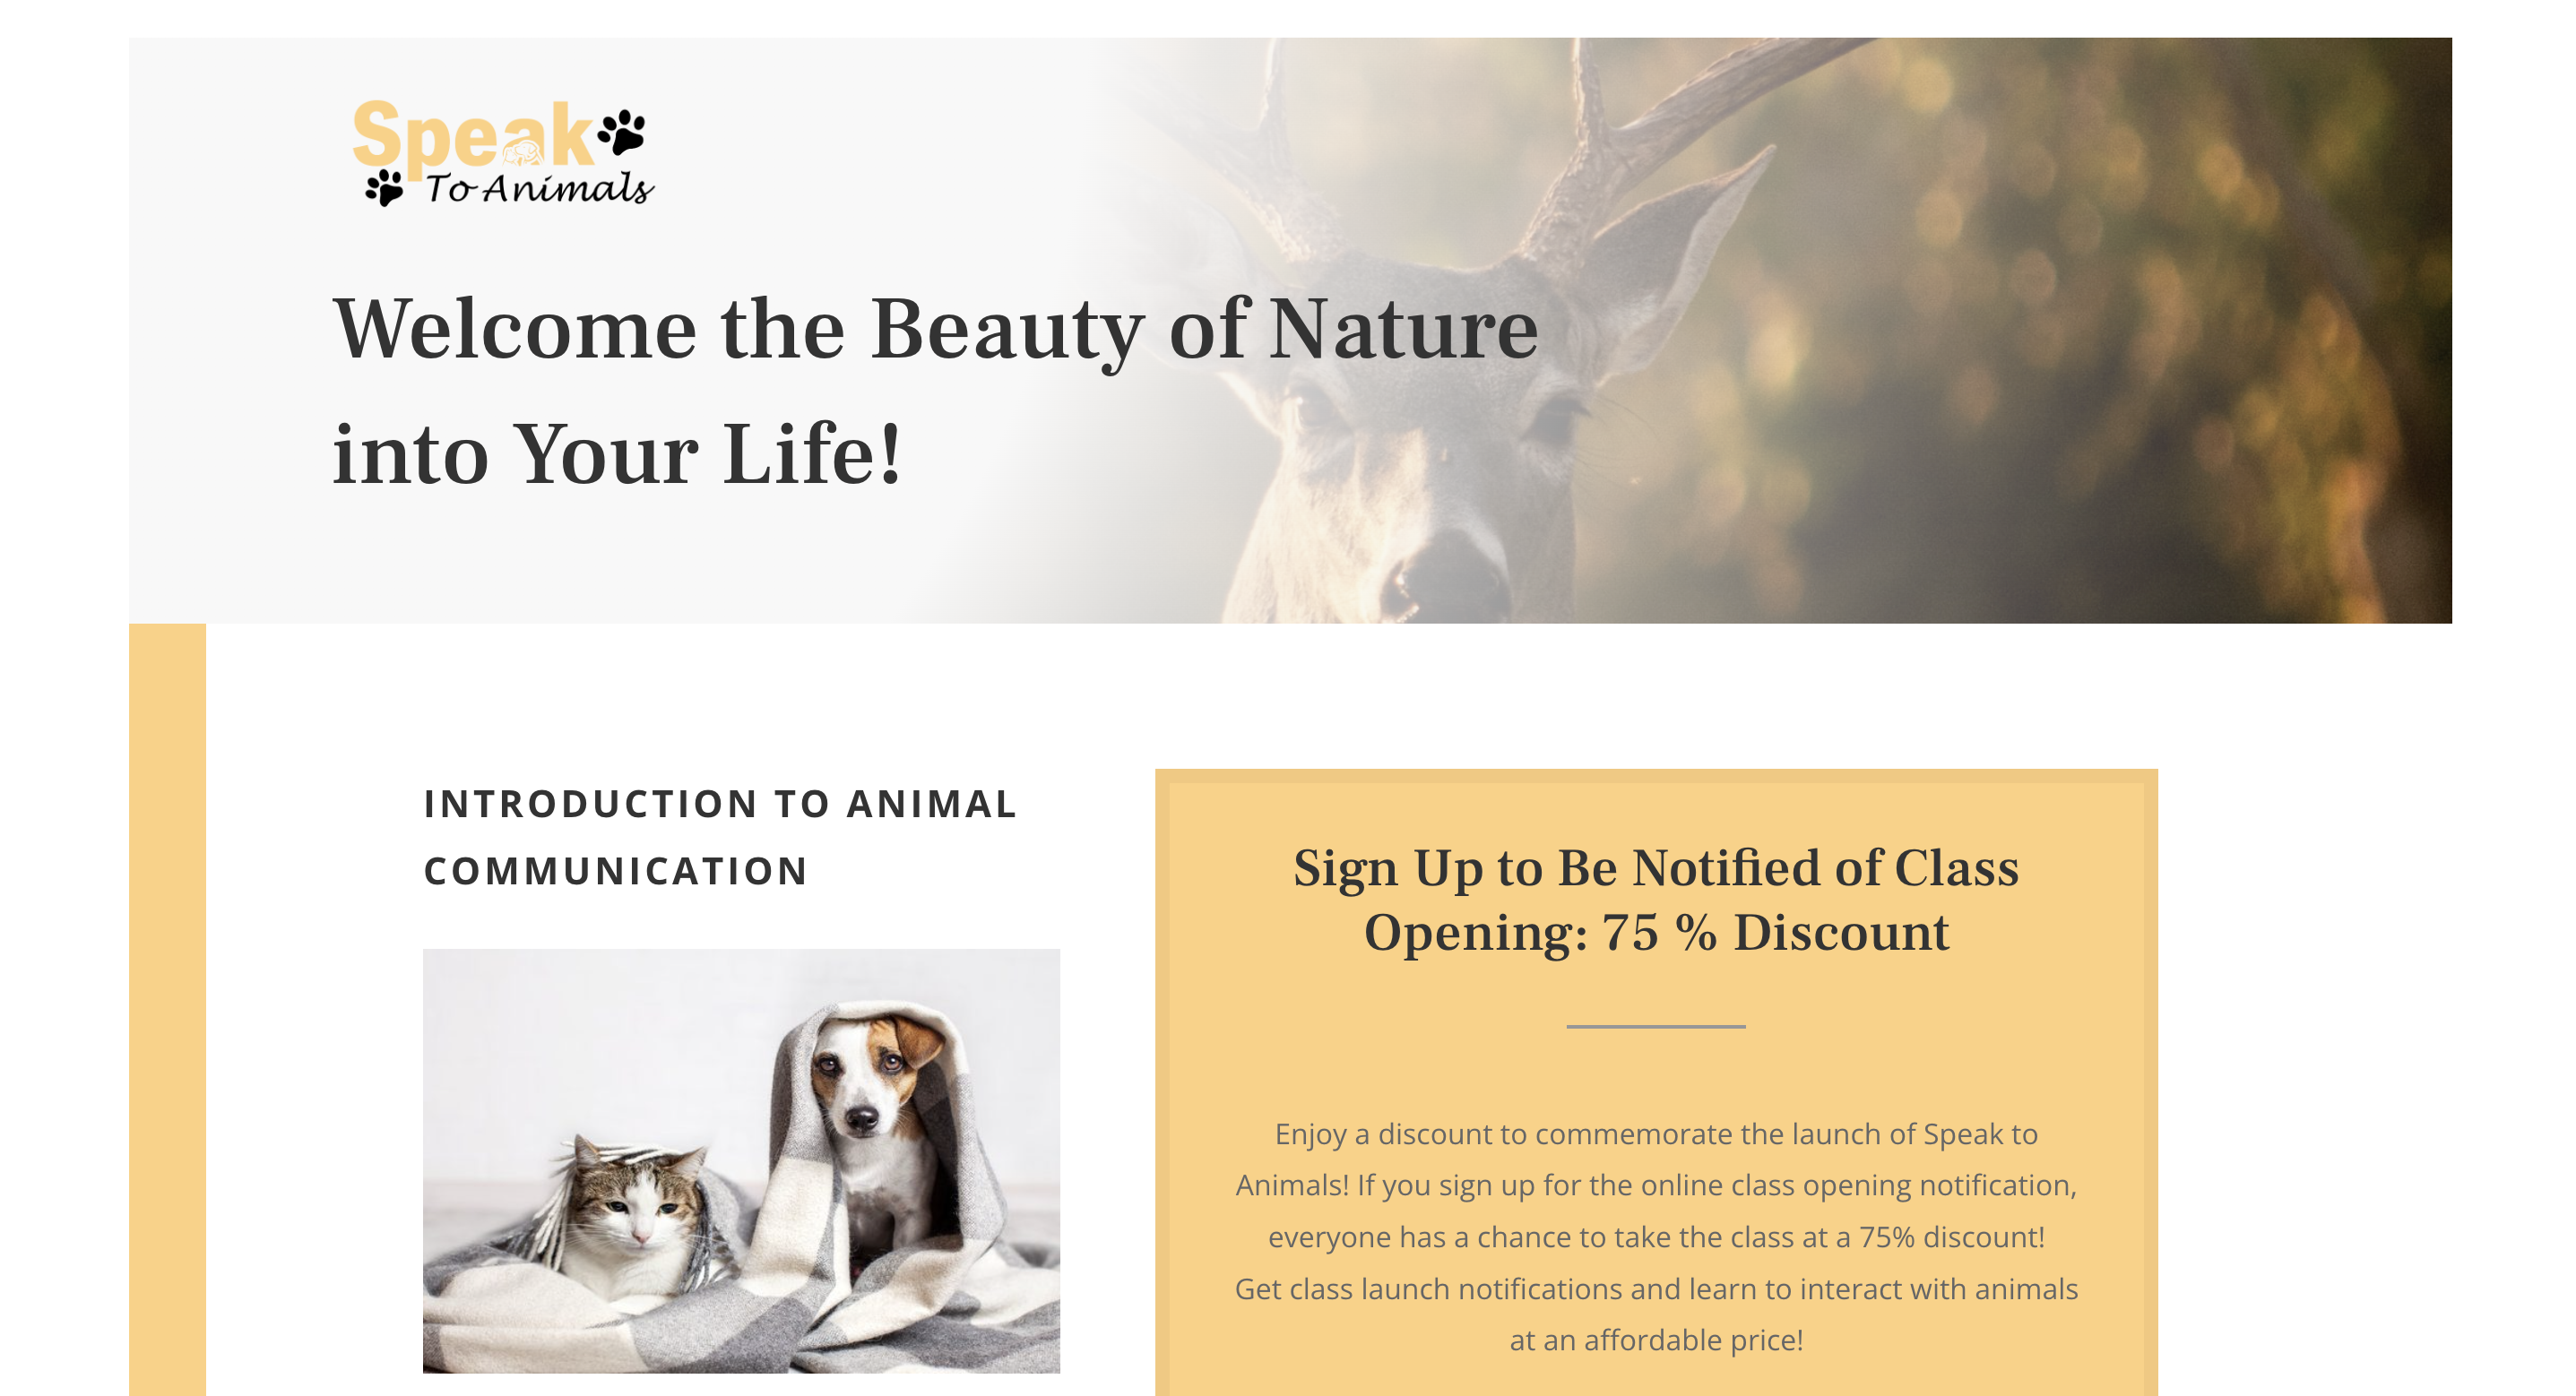 Speak
To Animals
Welcome the Beauty of Nature
into Your Life!
INTRODUCTION TO ANIMAL
COMMUNICATION
Sign Up to Be Notified of Class
Opening: 75 % Discount
Enjoy a discount to commemorate the launch of Speak to
Animals! If you sign up for the online class opening notification,
everyone has a chance to take the class at a 75% discount!
Get class launch notifications and learn to interact with animals
at an affordable price!